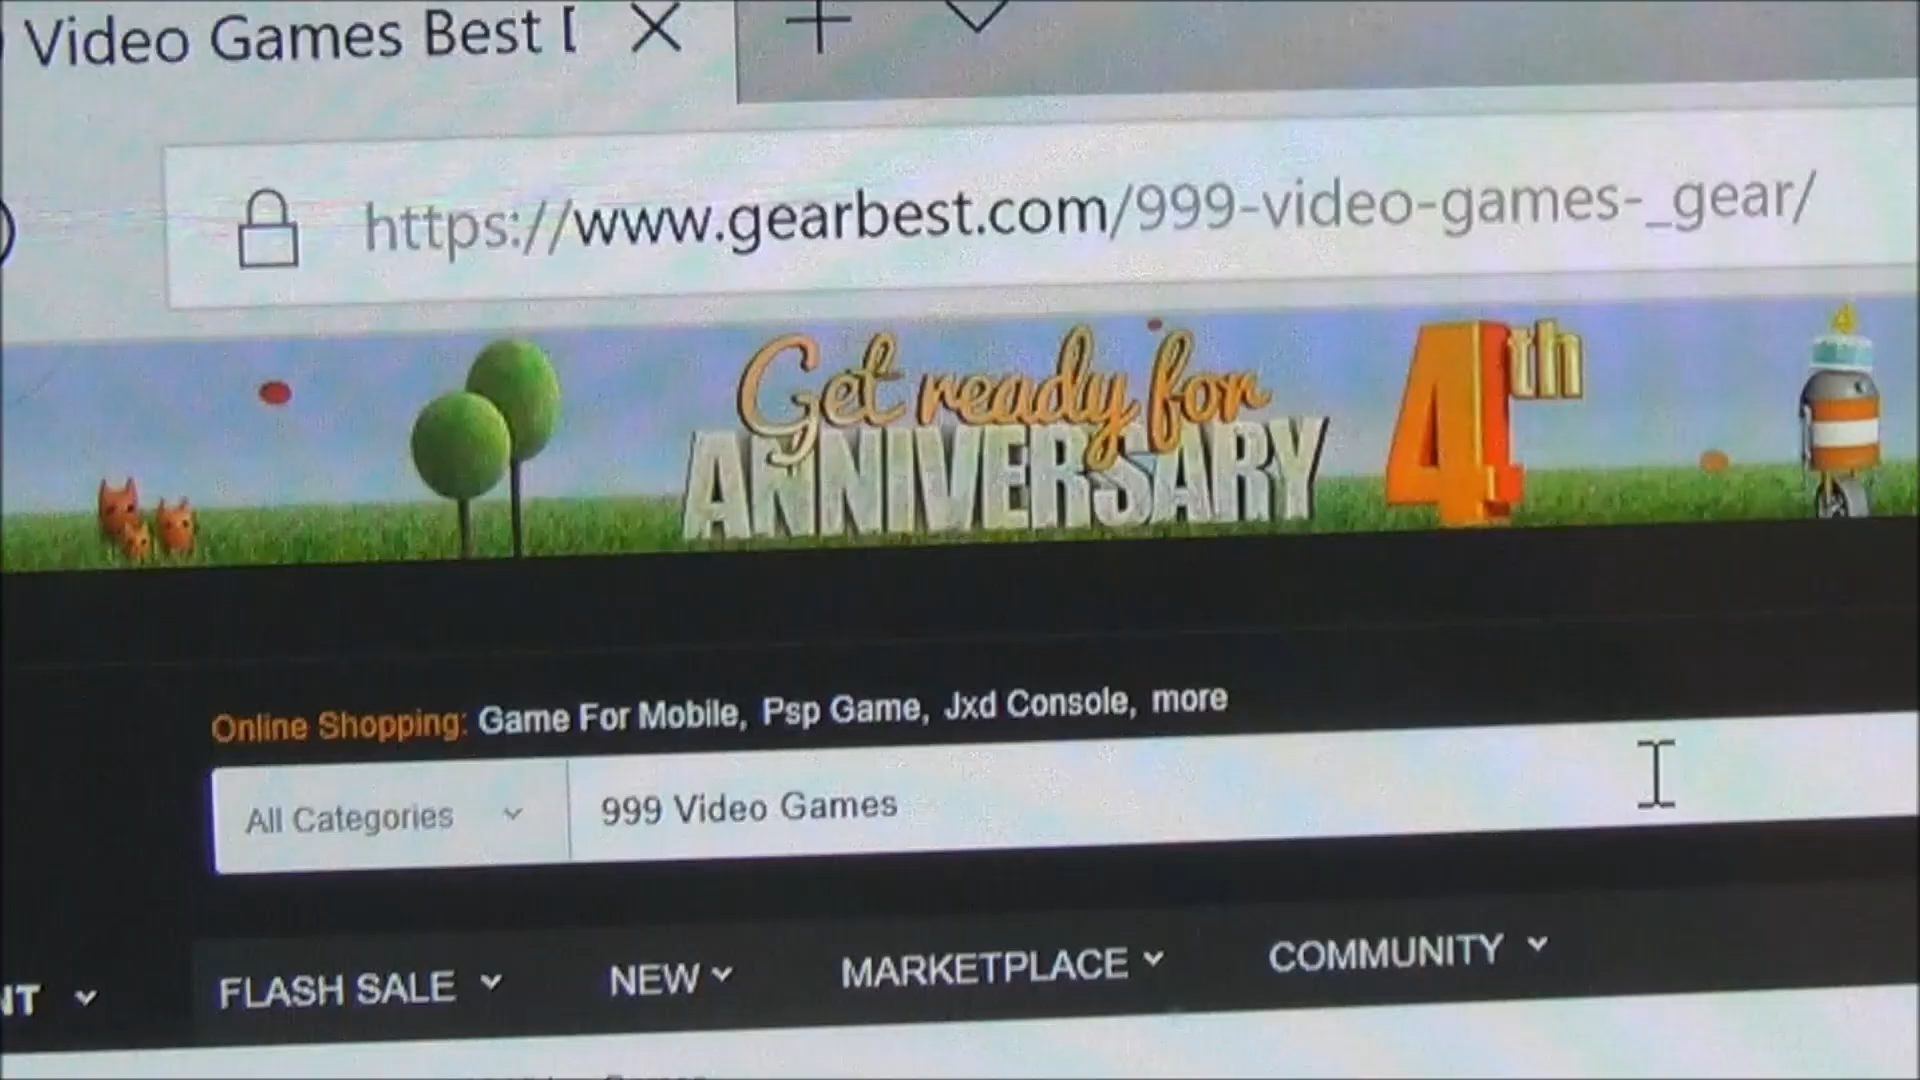 Video Games Best
https://www.gearbest.com/999-video-games-_gear/
4
Get ready for
ANNIVERSARY 4th
Online Shopping: Game For Mobile, Psp Game, Jxd Console, more
All Categories 999 Video Games
FLASH SALE NEW MARKETPLACE COMMUNITY